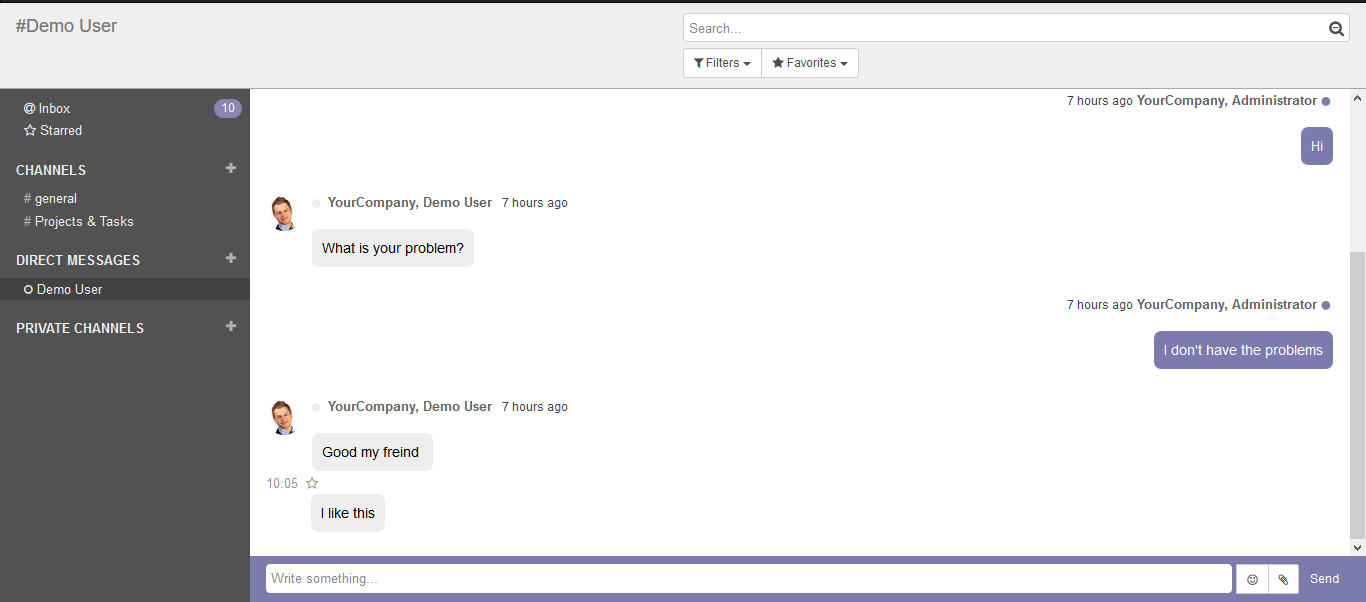 #Demo User
Search...
Filters
Favorites
@ Inbox 10
Starred
CHANNELS +
# general
# Projects & Tasks
DIRECT MESSAGES +
Demo User
PRIVATE CHANNELS +
7 hours ago YourCompany, Administrator
Hi
YourCompany, Demo User 7 hours ago
What is your problem?
7 hours ago YourCompany, Administrator
I don't have the problems
YourCompany, Demo User 7 hours ago
Good my freind
10:05
I like this
Write something...
Send